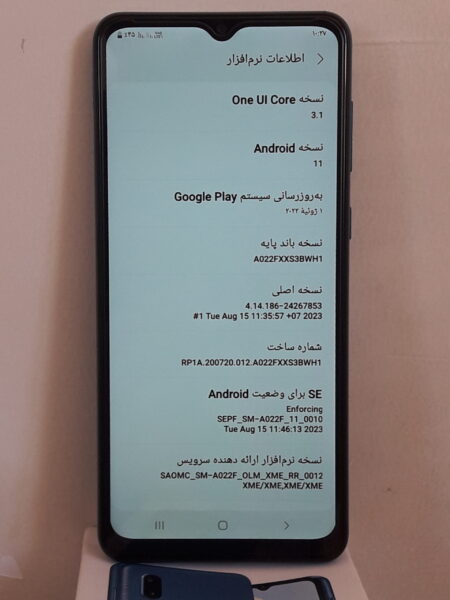 ۱۰:۲۷
٪۴۵
اطلاعات نرم‌افزار
نسخه One UI Core
3.1
نسخه Android
11
به‌روزرسانی سیستم Google Play
۱ ژوئیهٔ ۲۰۲۲
نسخه باند پایه
A022FXXS3BWH1
نسخه اصلی
4.14.186-24267853
#1 Tue Aug 15 11:35:57 +07 2023
شماره ساخت
RP1A.200720.012.A022FXXS3BWH1
SE برای وضعیت Android
Enforcing
SEPF_SM-A022F_11_0010
Tue Aug 15 11:46:13 2023
نسخه نرم‌افزار ارائه دهنده سرویس
SAOMC_SM-A022F_OLM_XME_RR_0012
XME/XME,XME/XME